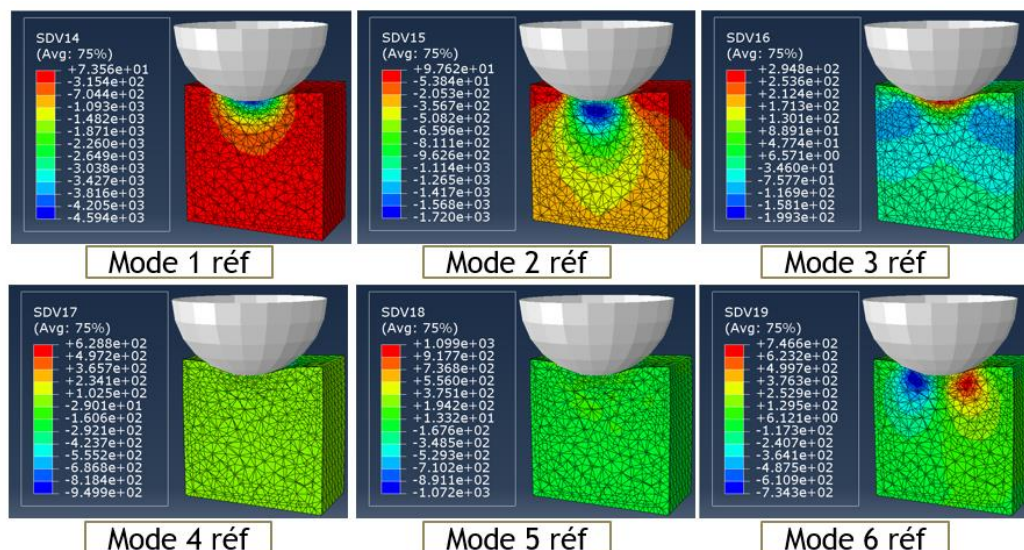 SDV14
(Avg: 75%)
+7.356e+01
-3.154e+02
-7.044e+02
-1.093e+03
-1.482e+03
-1.871e+03
-2.260e+03
-2.649e+03
-3.038e+03
-3.427e+03
-3.816e+03
-4.205e+03
-4.594e+03
Mode 1 réf
SDV15
(Avg: 75%)
+9.762e+01
-5.384e+01
-2.053e+02
-3.567e+02
-5.082e+02
-6.596e+02
-8.111e+02
-9.626e+02
-1.114e+03
-1.265e+03
-1.417e+03
-1.568e+03
-1.720e+03
Mode 2 réf
SDV16
(Avg: 75%)
+2.948e+02
+2.536e+02
+2.124e+02
+1.713e+02
+1.301e+02
+8.891e+01
+4.774e+01
+6.571e+00
-3.460e+01
-7.577e+01
-1.169e+02
-1.581e+02
-1.993e+02
Mode 3 réf
SDV17
(Avg: 75%)
+6.288e+02
+4.972e+02
+3.657e+02
+2.341e+02
+1.025e+02
-2.901e+01
-1.606e+02
-2.921e+02
-4.237e+02
-5.552e+02
-6.868e+02
-8.184e+02
-9.499e+02
Mode 4 réf
SDV18
(Avg: 75%)
+1.099e+03
+9.177e+02
+7.368e+02
+5.560e+02
+3.751e+02
+1.942e+02
+1.332e+01
-1.676e+02
-3.485e+02
-5.293e+02
-7.102e+02
-8.911e+02
-1.072e+03
Mode 5 réf
SDV19
(Avg: 75%)
+7.466e+02
+6.232e+02
+4.997e+02
+3.763e+02
+2.529e+02
+1.295e+02
+6.121e+00
-1.173e+02
-2.407e+02
-3.641e+02
-4.875e+02
-6.109e+02
-7.343e+02
Mode 6 réf